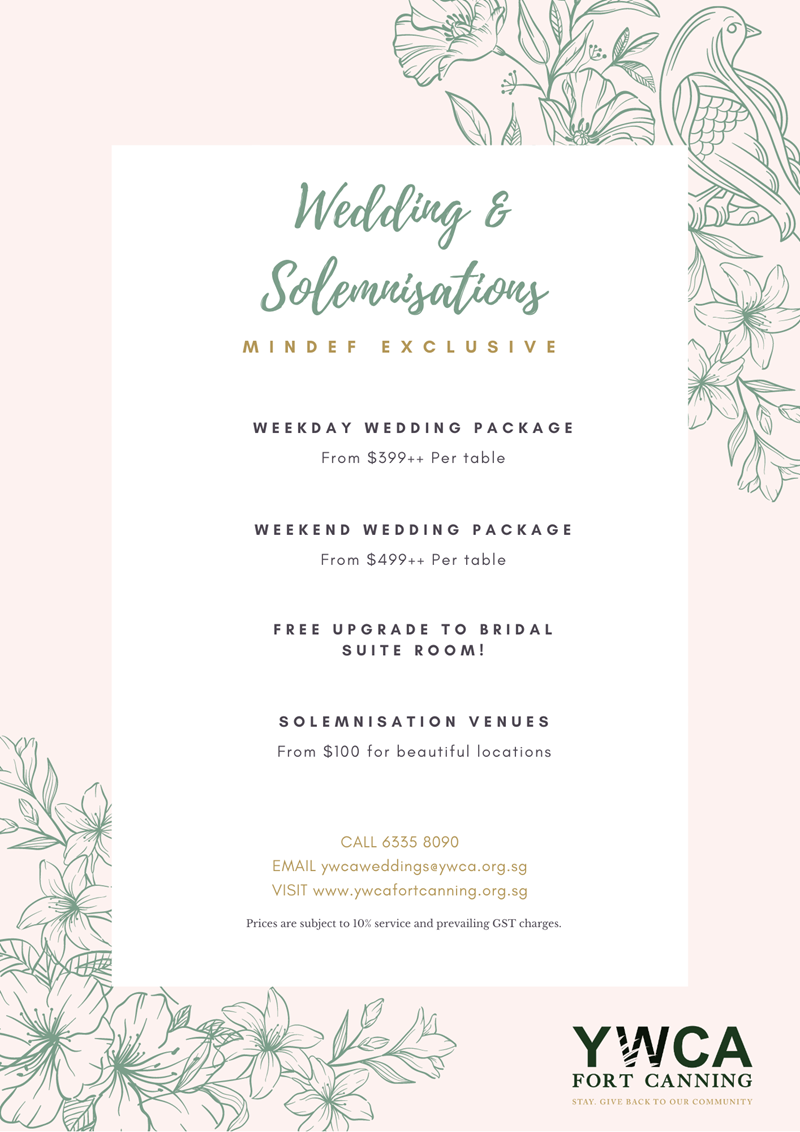 Wedding &
Solemnisations
MINDEF EXCLUSIVE
WEEKDAY WEDDING PACKAGE
From $399++ Per table
WEEKEND WEDDING PACKAGE
From $499++ Per table
FREE UPGRADE TO BRIDAL
SUITE ROOM!
SOLEMNISATION VENUES
From $100 for beautiful locations
CALL 6335 8090
EMAIL ywcaweddings@ywca.org.sg
VISIT www.ywcafortcanning.org.sg
Prices are subject to 10% service and prevailing GST charges.
YWCA
FORT CANNING
STAY. GIVE BACK TO OUR COMMUNITY